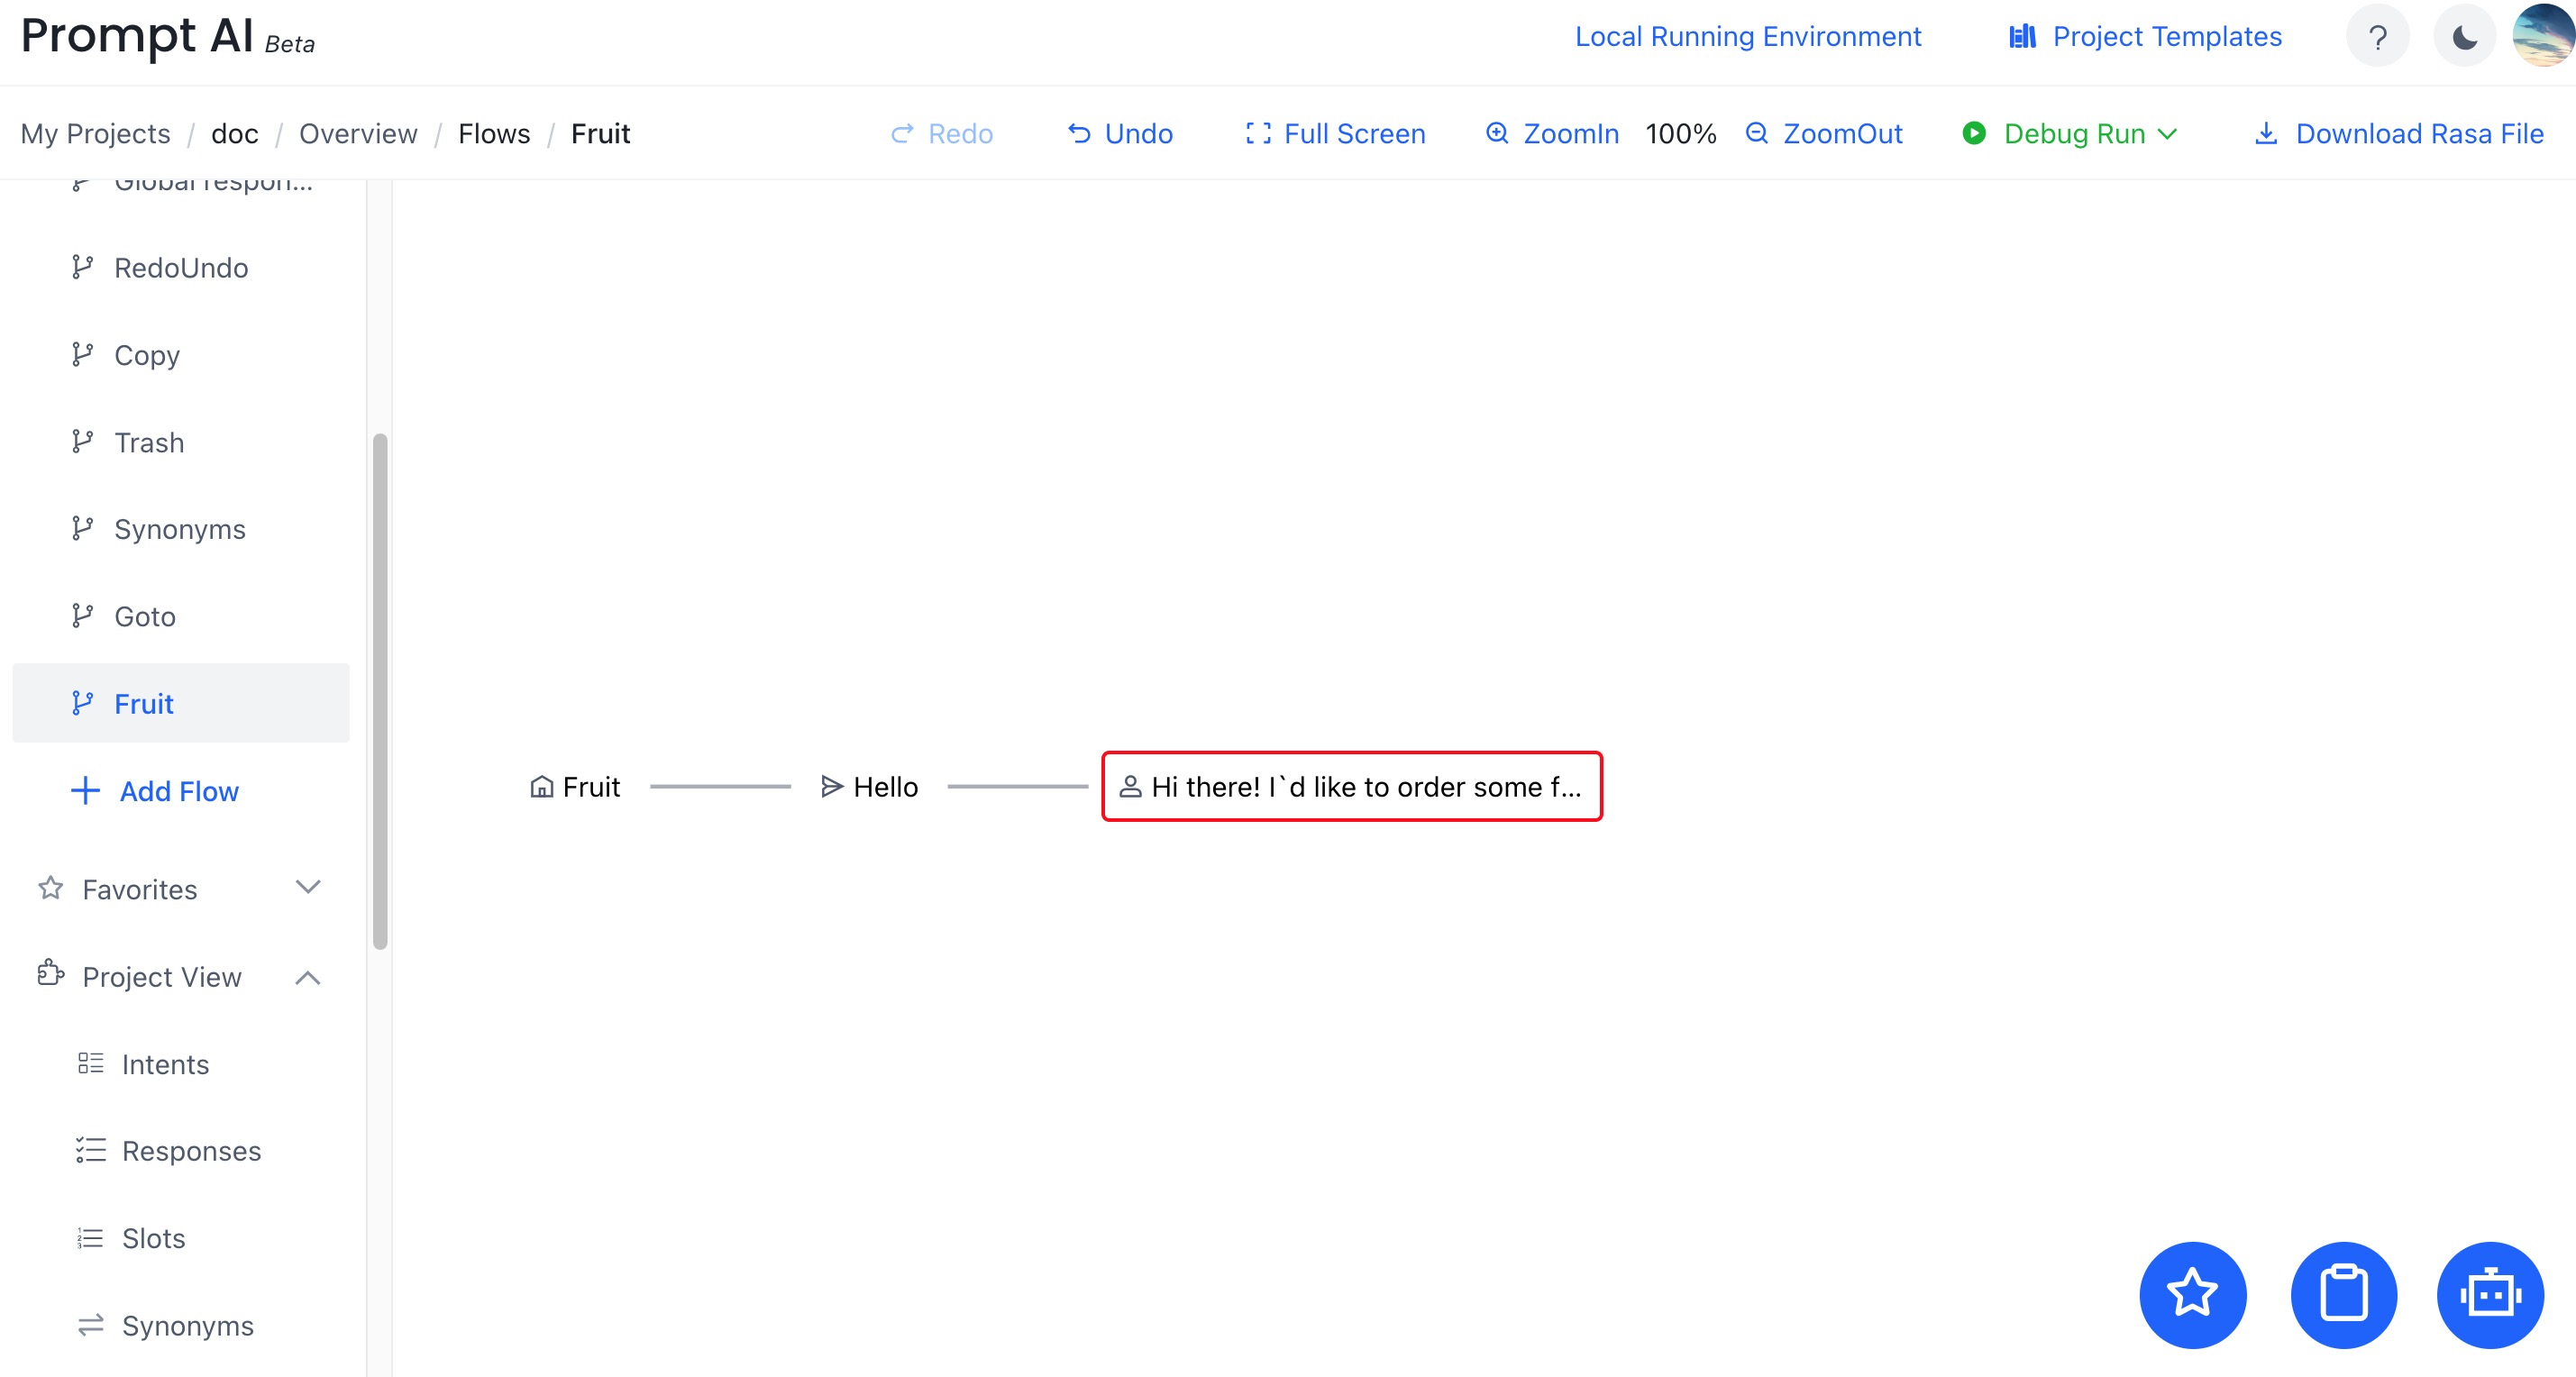 Prompt AI Beta
Local Running Environment
Project Templates
?
My Projects / doc / Overview / Flows / Fruit
Redo
Undo
Full Screen
ZoomIn
100%
ZoomOut
Debug Run
Download Rasa File
Global respon...
RedoUndo
Copy
Trash
Synonyms
Goto
Fruit
Add Flow
Favorites
Project View
Intents
Responses
Slots
Synonyms
Fruit
Hello
Hi there! I`d like to order some f...